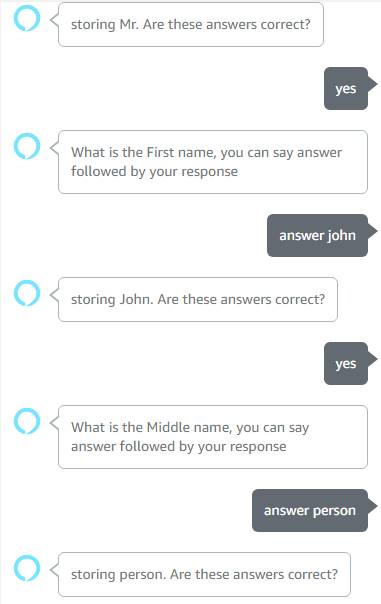 storing Mr. Are these answers correct?
yes
What is the First name, you can say answer
followed by your response
answer john
storing John. Are these answers correct?
yes
What is the Middle name, you can say
answer followed by your response
answer person
storing person. Are these answers correct?